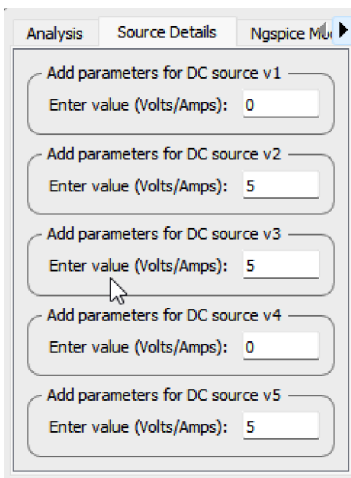 Analysis Source Details Ngspice
Add parameters for DC source v1
Enter value (Volts/Amps): 0
Add parameters for DC source v2
Enter value (Volts/Amps): 5
Add parameters for DC source v3
Enter value (Volts/Amps): 5
Add parameters for DC source v4
Enter value (Volts/Amps): 0
Add parameters for DC source v5
Enter value (Volts/Amps): 5